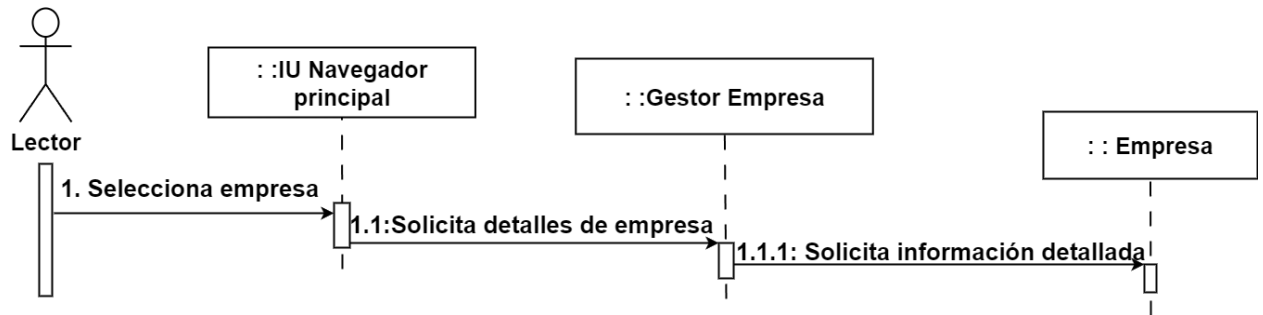 : :IU Navegador
principal
: :Gestor Empresa
: : Empresa
Lector
1. Selecciona empresa
1.1:Solicita detalles de empresa
1.1.1: Solicita información detallada